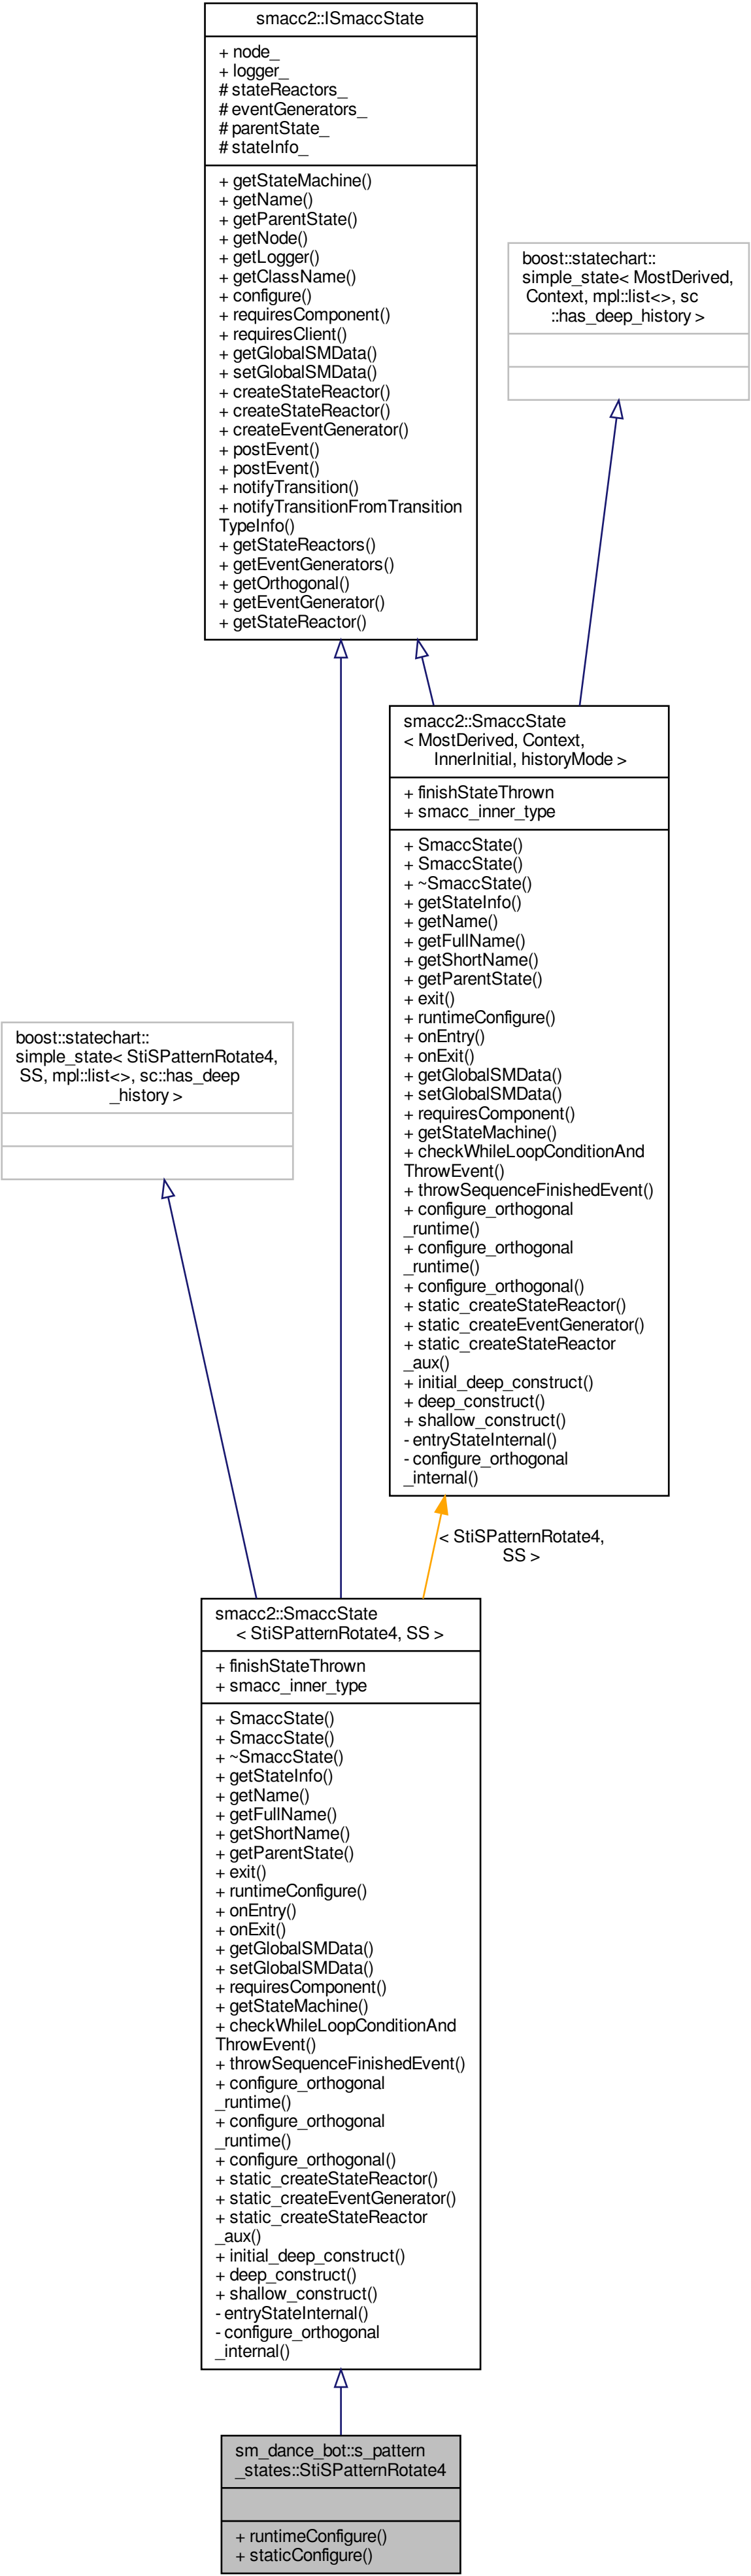 smacc2::ISmaccState
+ node_
+ logger_
# stateReactors_
# eventGenerators_
# parentState_
# stateInfo_
+ getStateMachine()
+ getName()
+ getParentState()
+ getNode()
+ getLogger()
+ getClassName()
+ configure()
+ requiresComponent()
+ requiresClient()
+ getGlobalSMData()
+ setGlobalSMData()
+ createStateReactor()
+ createStateReactor()
+ createEventGenerator()
+ postEvent()
+ postEvent()
+ notifyTransition()
+ notifyTransitionFromTransition
TypeInfo()
+ getStateReactors()
+ getEventGenerators()
+ getOrthogonal()
+ getEventGenerator()
+ getStateReactor()
boost::statechart::
simple_state< MostDerived,
Context, mpl::list<>, sc
::has_deep_history >
smacc2::SmaccState
< MostDerived, Context,
InnerInitial, historyMode >
+ finishStateThrown
+ smacc_inner_type
+ SmaccState()
+ SmaccState()
+ ~SmaccState()
+ getStateInfo()
+ getName()
+ getFullName()
+ getShortName()
+ getParentState()
+ exit()
+ runtimeConfigure()
+ onEntry()
+ onExit()
+ getGlobalSMData()
+ setGlobalSMData()
+ requiresComponent()
+ getStateMachine()
+ checkWhileLoopConditionAnd
ThrowEvent()
+ throwSequenceFinishedEvent()
+ configure_orthogonal
_runtime()
+ configure_orthogonal
_runtime()
+ configure_orthogonal()
+ static_createStateReactor()
+ static_createEventGenerator()
+ static_createStateReactor
_aux()
+ initial_deep_construct()
+ deep_construct()
+ shallow_construct()
- entryStateInternal()
- configure_orthogonal
_internal()
boost::statechart::
simple_state< StiSPatternRotate4,
SS, mpl::list<>, sc::has_deep
_history >
< StiSPatternRotate4,
SS >
smacc2::SmaccState
< StiSPatternRotate4, SS >
+ finishStateThrown
+ smacc_inner_type
+ SmaccState()
+ SmaccState()
+ ~SmaccState()
+ getStateInfo()
+ getName()
+ getFullName()
+ getShortName()
+ getParentState()
+ exit()
+ runtimeConfigure()
+ onEntry()
+ onExit()
+ getGlobalSMData()
+ setGlobalSMData()
+ requiresComponent()
+ getStateMachine()
+ checkWhileLoopConditionAnd
ThrowEvent()
+ throwSequenceFinishedEvent()
+ configure_orthogonal
_runtime()
+ configure_orthogonal
_runtime()
+ configure_orthogonal()
+ static_createStateReactor()
+ static_createEventGenerator()
+ static_createStateReactor
_aux()
+ initial_deep_construct()
+ deep_construct()
+ shallow_construct()
- entryStateInternal()
- configure_orthogonal
_internal()
sm_dance_bot::s_pattern
_states::StiSPatternRotate4
+ runtimeConfigure()
+ staticConfigure()